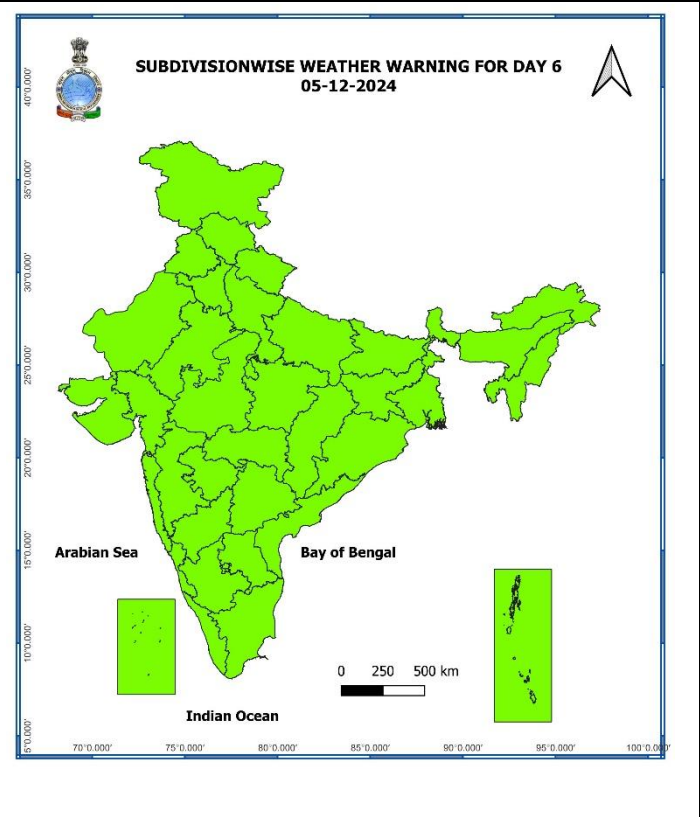 SUBDIVISIONWISE WEATHER WARNING FOR DAY 6
05-12-2024
40°0.000'
35°0.000'
30°0.000'
25°0.000'
20°0.000'
15°0.000'
10°0.000'
5°0.000'
Arabian Sea
Bay of Bengal
0 250 500 km
Indian Ocean
70°0.000' 75°0.000' 80°0.000' 85°0.000' 90°0.000' 95°0.000' 100°0.000'